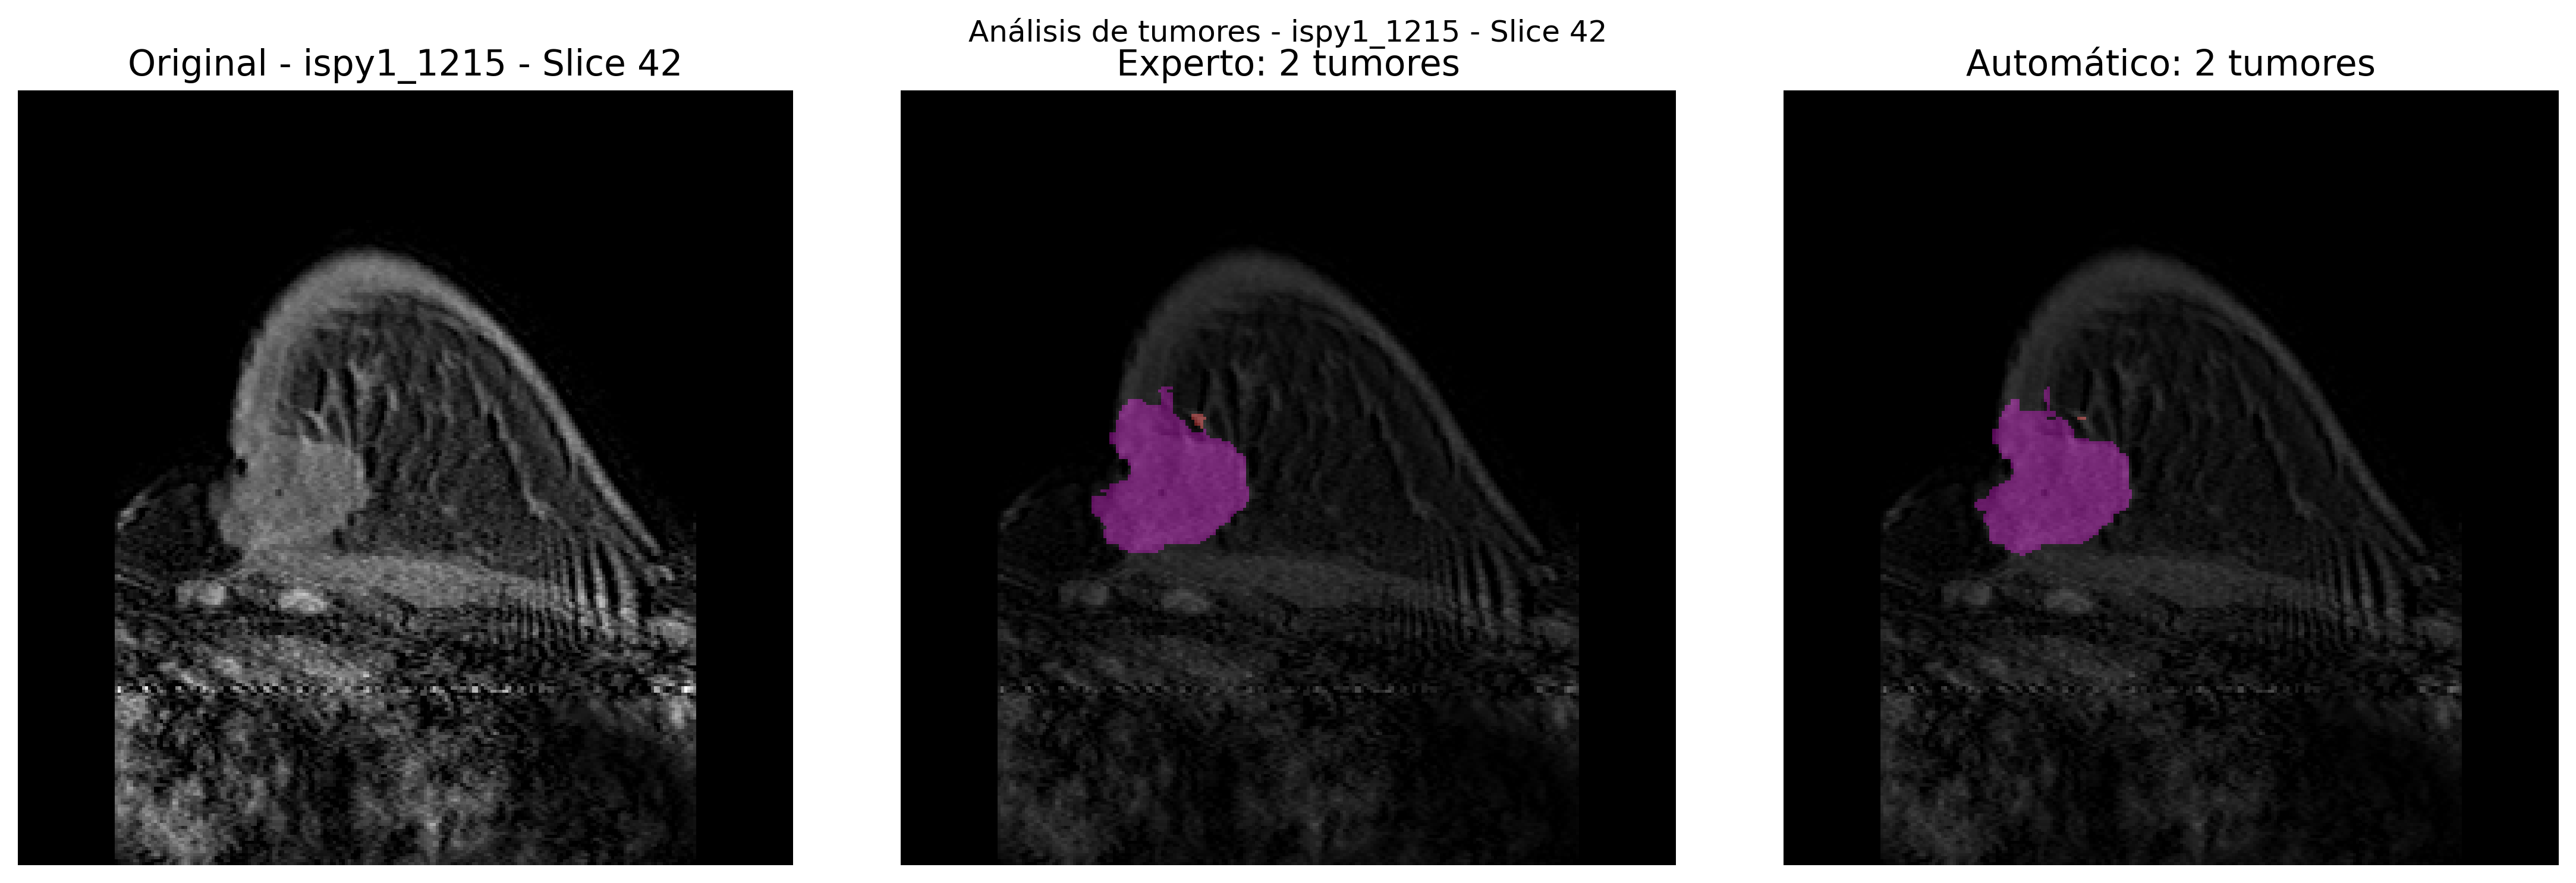 Análisis de tumores - ispy1_1215 - Slice 42
Original - ispy1_1215 - Slice 42
Experto: 2 tumores
Automático: 2 tumores